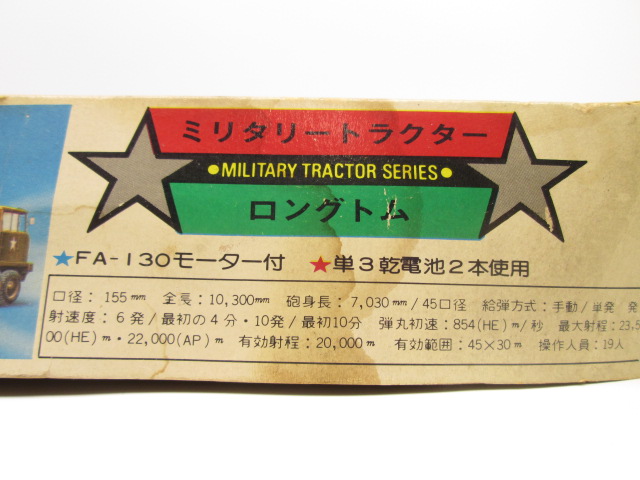 ミリタリートラクター
●MILITARY TRACTOR SERIES●
ロングトム
★FA-130モーター付 ★単3乾電池2本使用
口径：155mm 全長：10,300mm 砲身長：7,030mm/45口径 給弾方式：手動/単発 発
射速度：6発/最初の4分・10発/最初10分 弾丸初速：854(HE)m/秒 最大射程：23,5
00(HE)m・22,000(AP)m 有効射程：20,000m 有効範囲：45×30m 操作人員：19人